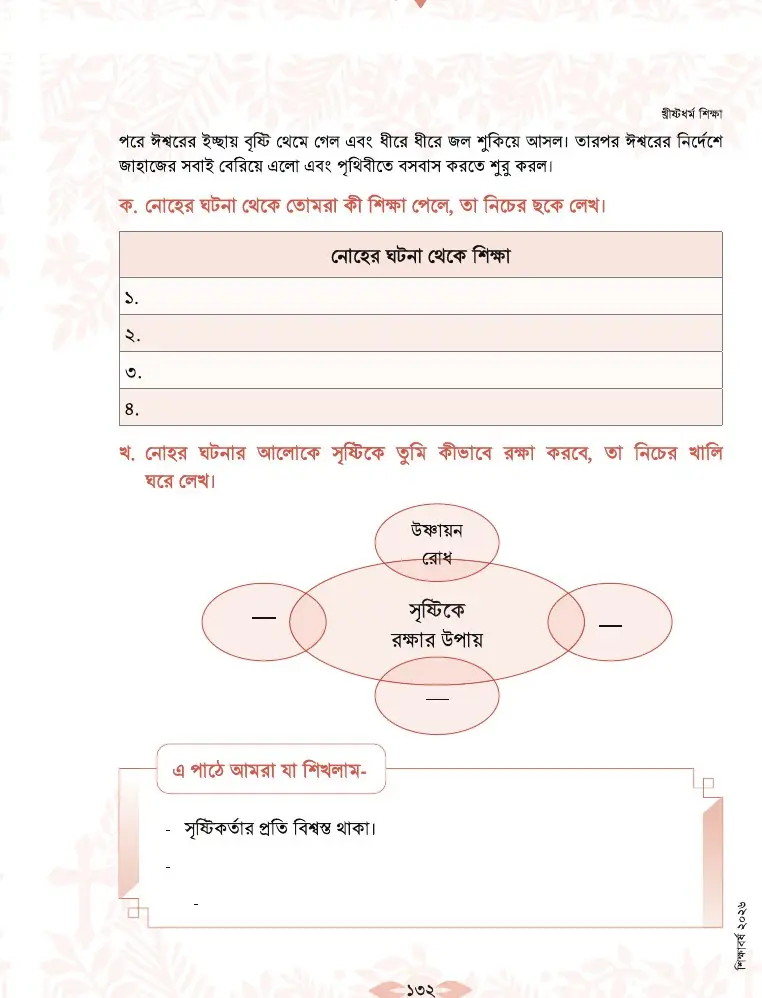 খ্রীষ্টধর্ম শিক্ষা
পরে ঈশ্বরের ইচ্ছায় বৃষ্টি থেমে গেল এবং ধীরে ধীরে জল শুকিয়ে আসল। তারপর ঈশ্বরের নির্দেশে
জাহাজের সবাই বেরিয়ে এলো এবং পৃথিবীতে বসবাস করতে শুরু করল।
ক. নোহের ঘটনা থেকে তোমরা কী শিক্ষা পেলে, তা নিচের ছকে লেখ।
নোহের ঘটনা থেকে শিক্ষা
১.
২.
৩.
৪.
খ. নোহর ঘটনার আলোকে সৃষ্টিকে তুমি কীভাবে রক্ষা করবে, তা নিচের খালি
ঘরে লেখ।
উষ্ণায়ন
রোধ
সৃষ্টিকে
রক্ষার উপায়
এ পাঠে আমরা যা শিখলাম-
- সৃষ্টিকর্তার প্রতি বিশ্বস্ত থাকা।
-
-
শিক্ষাবর্ষ ২০২৬
১৩২